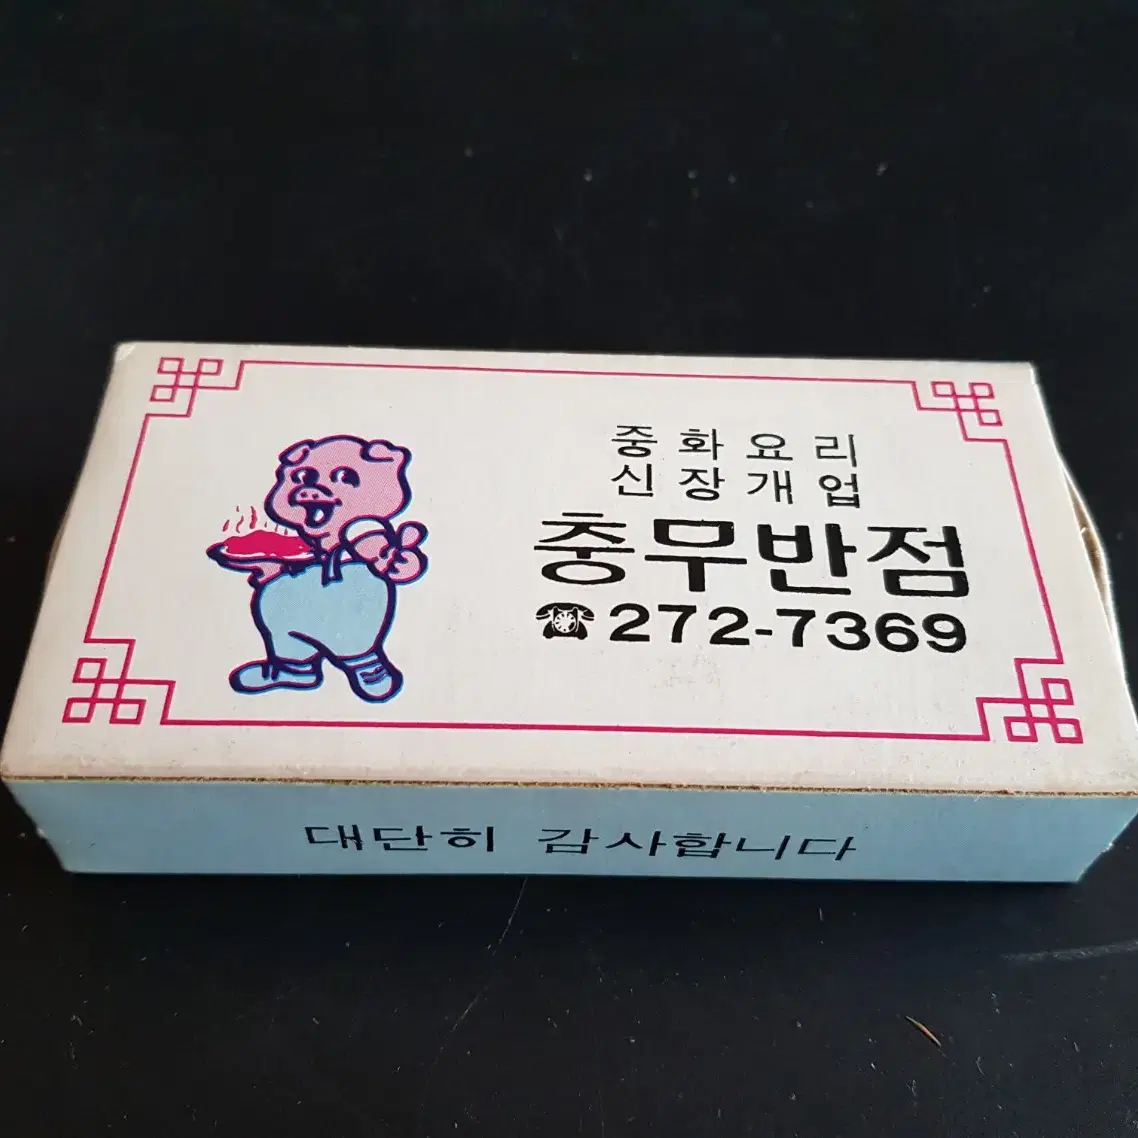 중화요리
신장개업
충무반점
☎272-7369
대단히 감사합니다